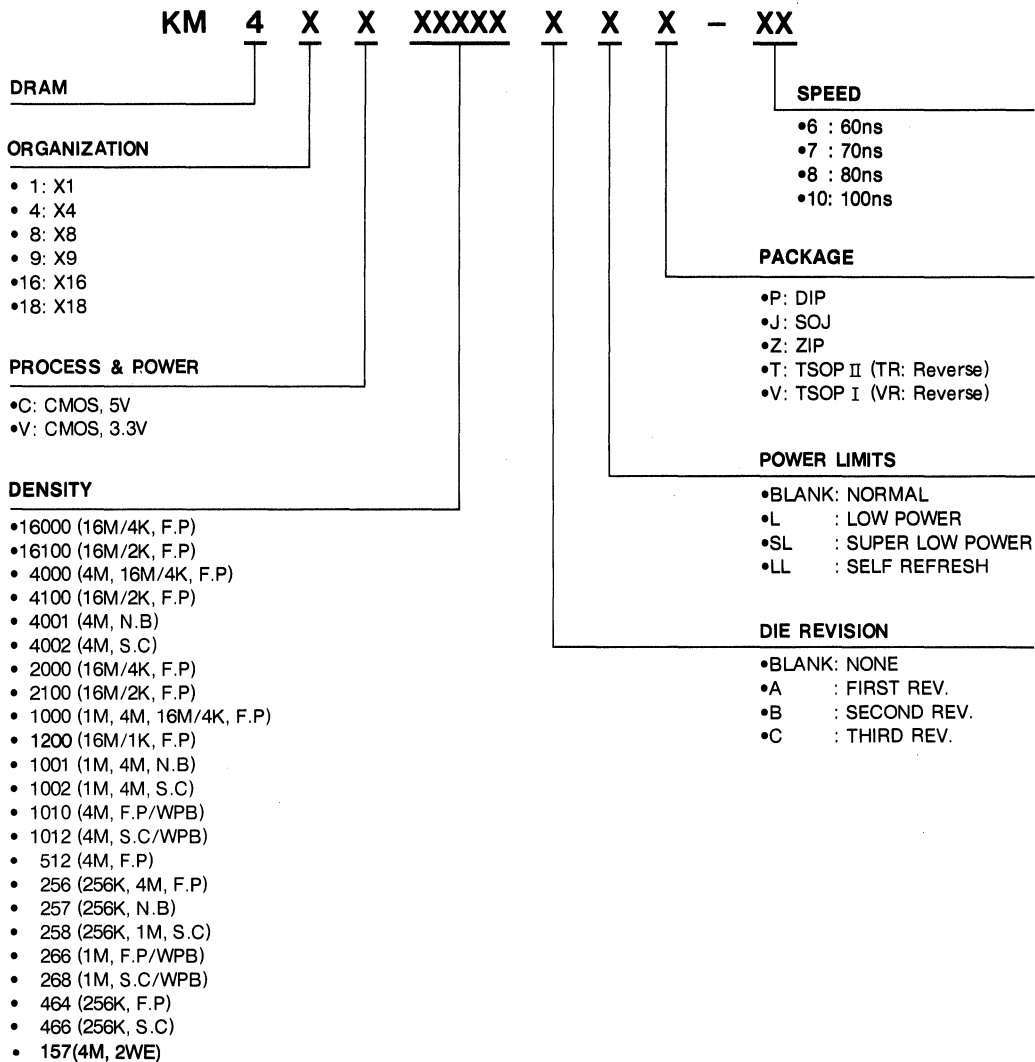 KM 4 X X XXXXX X X X – XX
DRAM
ORGANIZATION
• 1: X1
• 4: X4
• 8: X8
• 9: X9
•16: X16
•18: X18
PROCESS & POWER
•C: CMOS, 5V
•V: CMOS, 3.3V
DENSITY
•16000 (16M/4K, F.P)
•16100 (16M/2K, F.P)
• 4000 (4M, 16M/4K, F.P)
• 4100 (16M/2K, F.P)
• 4001 (4M, N.B)
• 4002 (4M, S.C)
• 2000 (16M/4K, F.P)
• 2100 (16M/2K, F.P)
• 1000 (1M, 4M, 16M/4K, F.P)
• 1200 (16M/1K, F.P)
• 1001 (1M, 4M, N.B)
• 1002 (1M, 4M, S.C)
• 1010 (4M, F.P/WPB)
• 1012 (4M, S.C/WPB)
• 512 (4M, F.P)
• 256 (256K, 4M, F.P)
• 257 (256K, N.B)
• 258 (256K, 1M, S.C)
• 266 (1M, F.P/WPB)
• 268 (1M, S.C/WPB)
• 464 (256K, F.P)
• 466 (256K, S.C)
• 157(4M, 2WE)
SPEED
•6 : 60ns
•7 : 70ns
•8 : 80ns
•10: 100ns
PACKAGE
•P: DIP
•J: SOJ
•Z: ZIP
•T: TSOP II (TR: Reverse)
•V: TSOP I (VR: Reverse)
POWER LIMITS
•BLANK: NORMAL
•L : LOW POWER
•SL : SUPER LOW POWER
•LL : SELF REFRESH
DIE REVISION
•BLANK: NONE
•A : FIRST REV.
•B : SECOND REV.
•C : THIRD REV.